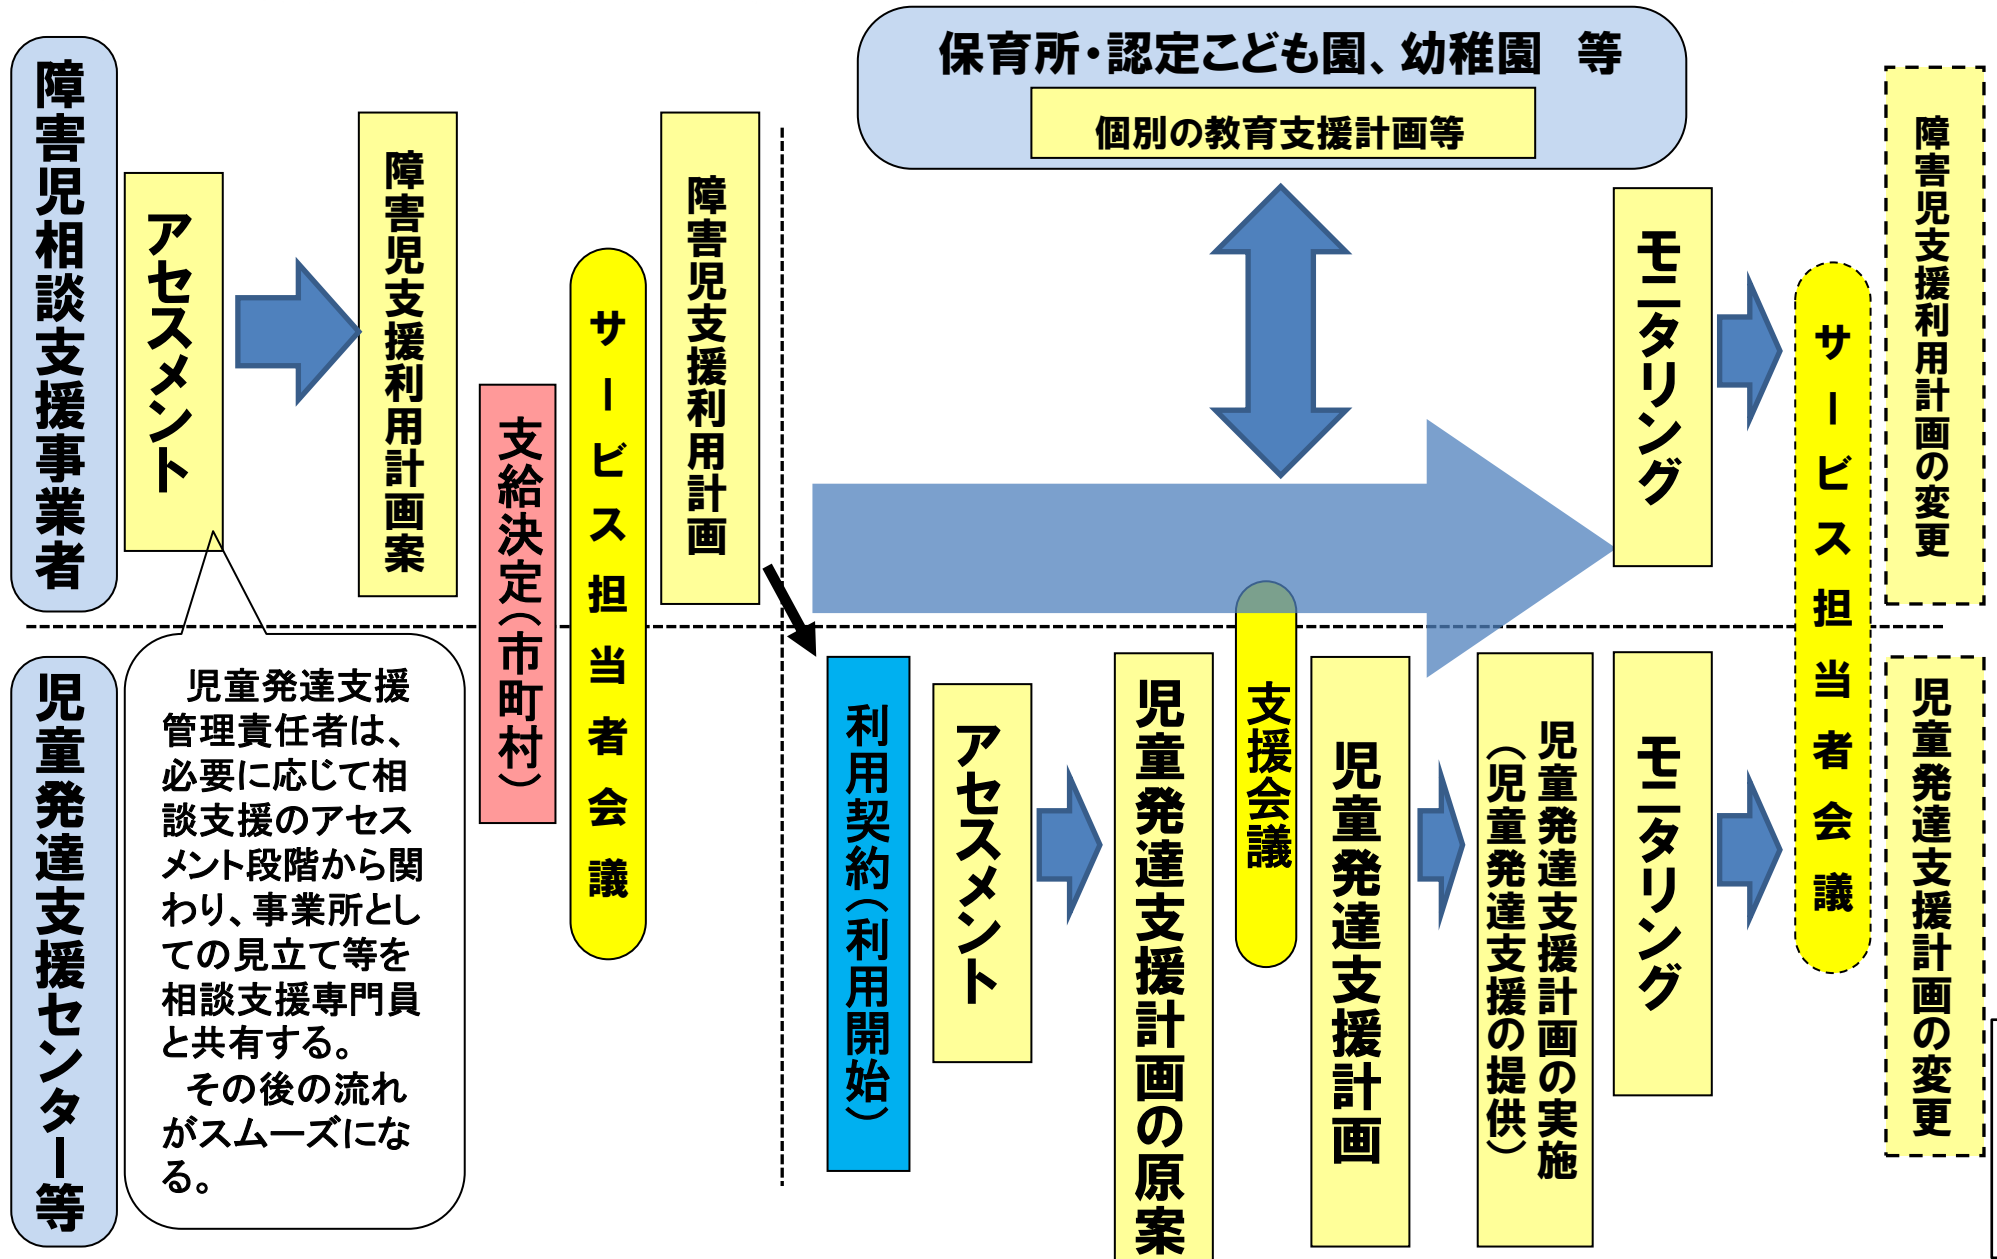 保育所・認定こども園、幼稚園　等
個別の教育支援計画等
障害児相談支援事業者
アセスメント
障害児支援利用計画案
支給決定（市町村）
サービス担当者会議
障害児支援利用計画
モニタリング
サービス担当者会議
障害児支援利用計画の変更
児童発達支援センター等
児童発達支援
管理責任者は、
必要に応じて相
談支援のアセス
メント段階から関
わり、事業所とし
ての見立て等を
相談支援専門員
と共有する。
その後の流れ
がスムーズにな
る。
利用契約（利用開始）
アセスメント
児童発達支援計画の原案
支援会議
児童発達支援計画
児童発達支援計画の実施
（児童発達支援の提供）
モニタリング
児童発達支援計画の変更